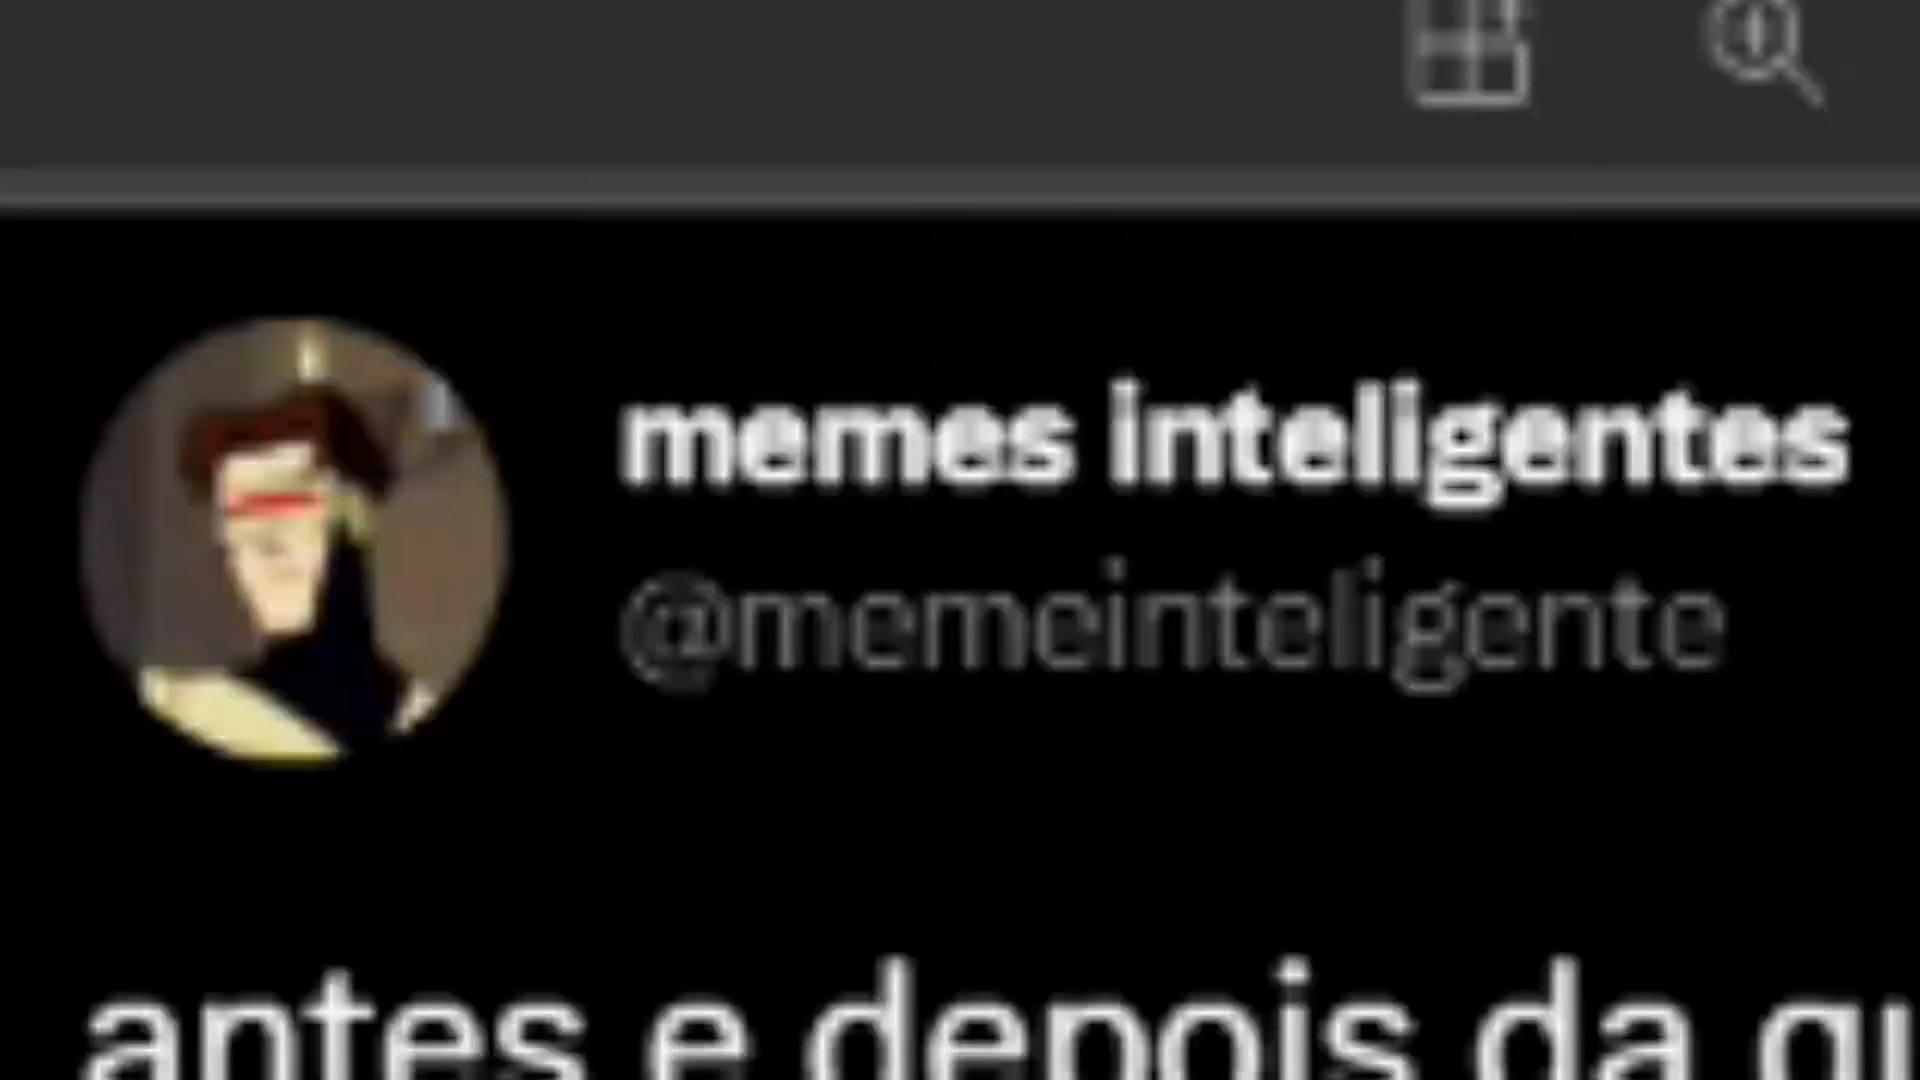 memes inteligentes
@memeinteligente
antes e depois da